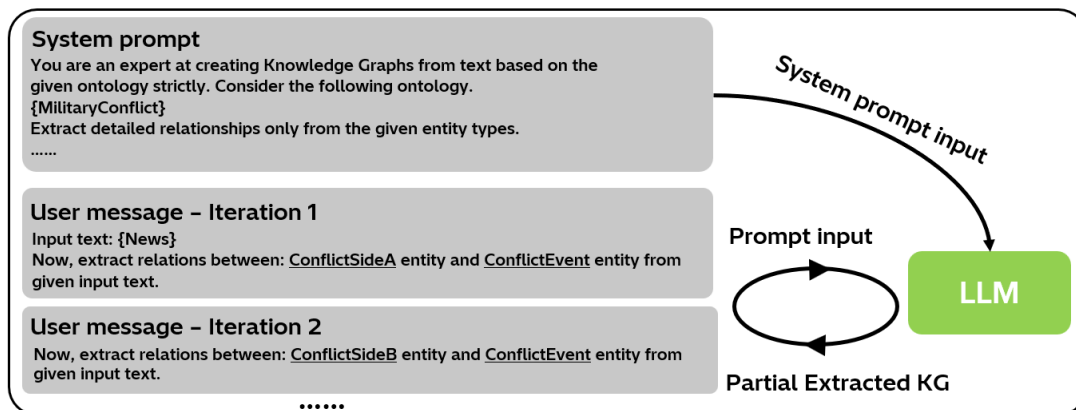 System prompt
You are an expert at creating Knowledge Graphs from text based on the
given ontology strictly. Consider the following ontology.
{MilitaryConflict}
Extract detailed relationships only from the given entity types.
......
System prompt input
User message – Iteration 1
Input text: {News}
Now, extract relations between: ConflictSideA entity and ConflictEvent entity from
given input text.
Prompt input
LLM
User message – Iteration 2
Now, extract relations between: ConflictSideB entity and ConflictEvent entity from
given input text.
Partial Extracted KG
......